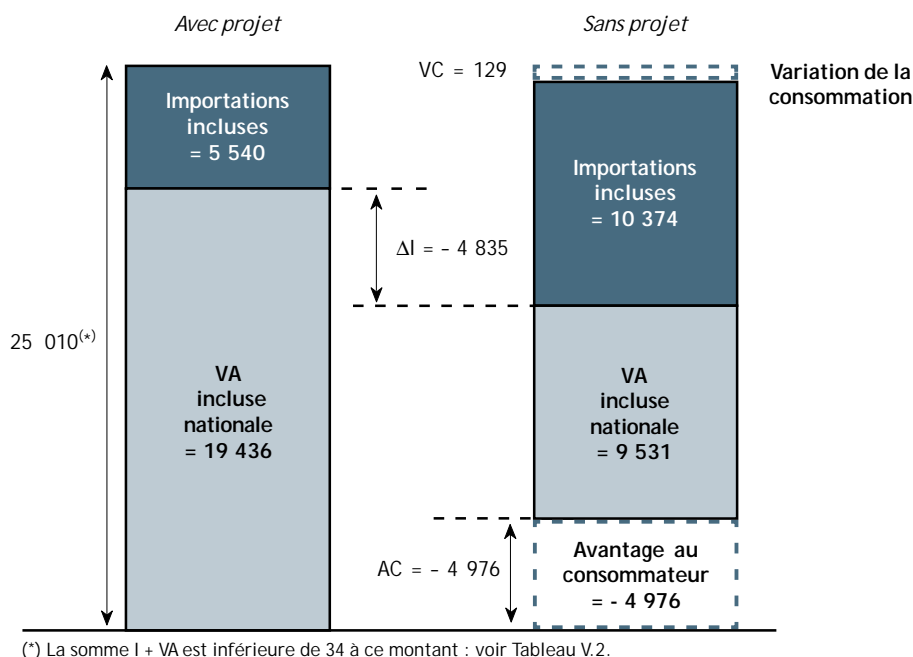 Avec projet
Sans projet
VC = 129
Variation de la
consommation
Importations
incluses
= 5 540
Importations
incluses
= 10 374
ΔI = – 4 835
25 010(*)
VA
incluse
nationale
= 19 436
VA
incluse
nationale
= 9 531
AC = – 4 976
Avantage au
consommateur
= - 4 976
(*) La somme I + VA est inférieure de 34 à ce montant : voir Tableau V.2.